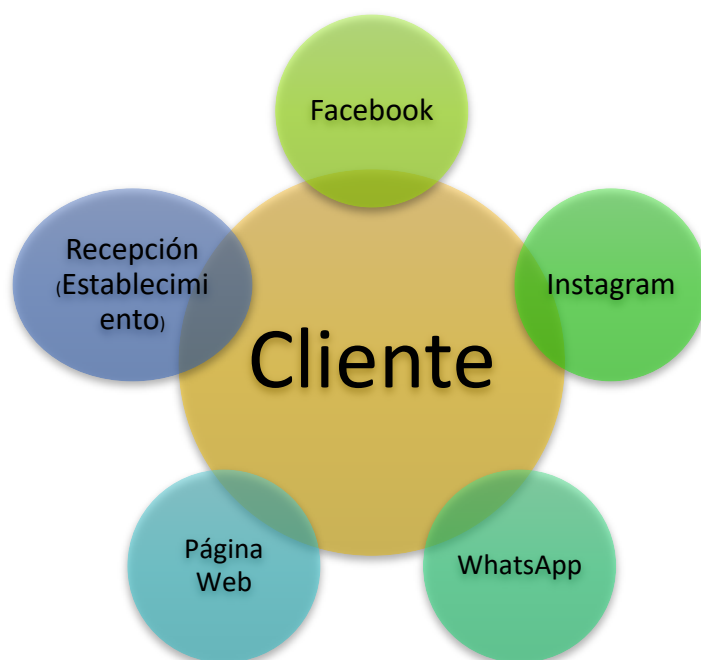 Facebook
Recepción
(Establecimi
ento)
Instagram
Cliente
Página
Web
WhatsApp